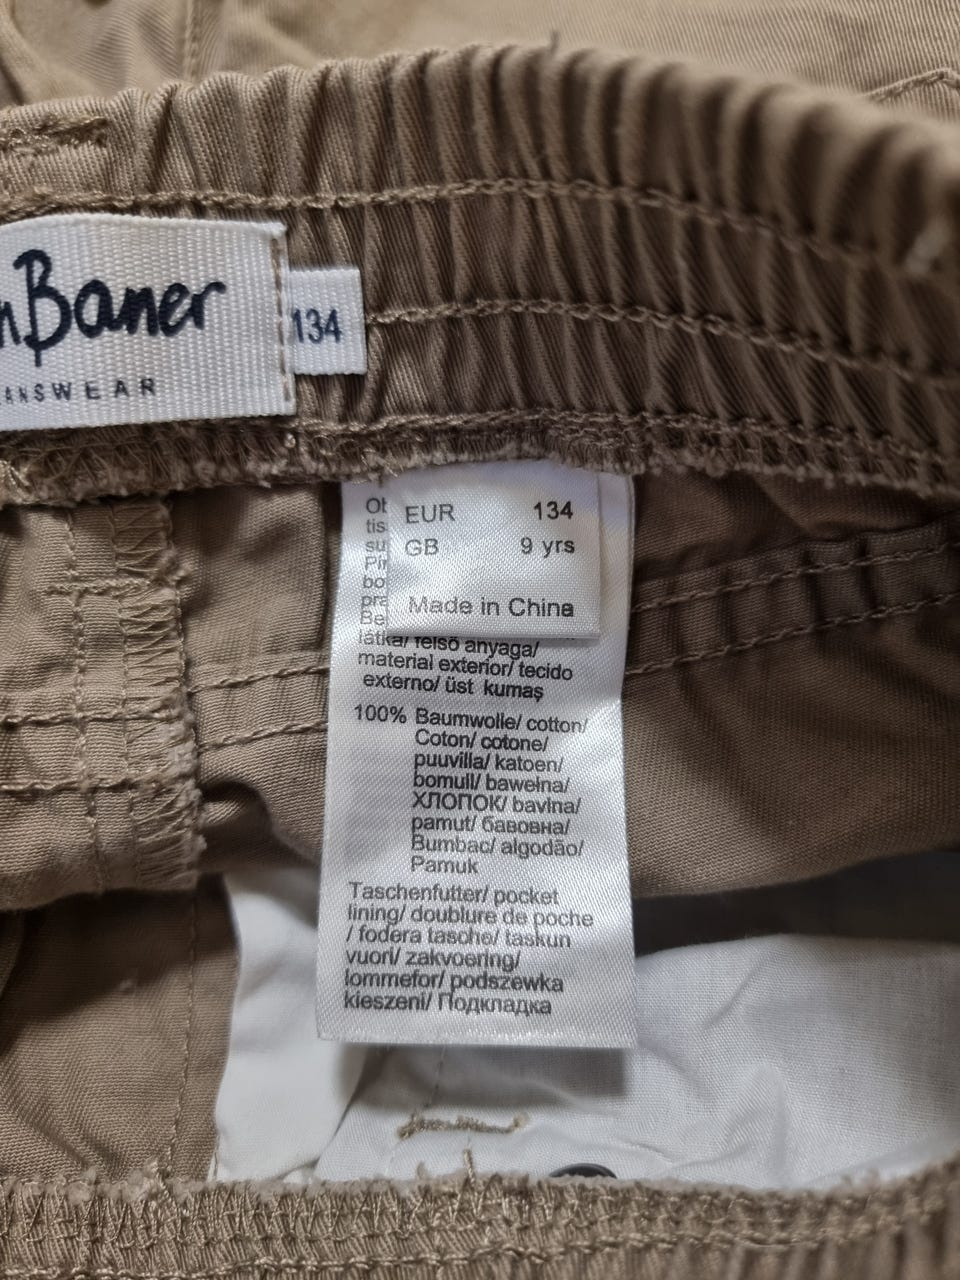 Baner
134
ANSWEAR
EUR 134
GB 9 yrs
Made in China
látka/ felső anyaga/
material exterior/ tecido
externo/ üst kumaş
100% Baumwolle/ cotton/
Coton/ cotone/
puuvilla/ katoen/
bomull/ bawełna/
ХЛОПОК/ bavlna/
pamut/ бавовна/
Bumbac/ algodão/
Pamuk
Taschenfutter/ pocket
lining/ doublure de poche
/ fodera tasche/ taskun
vuori/ zakvoering/
lommefor/ podszewka
kieszeni/ Подкладка